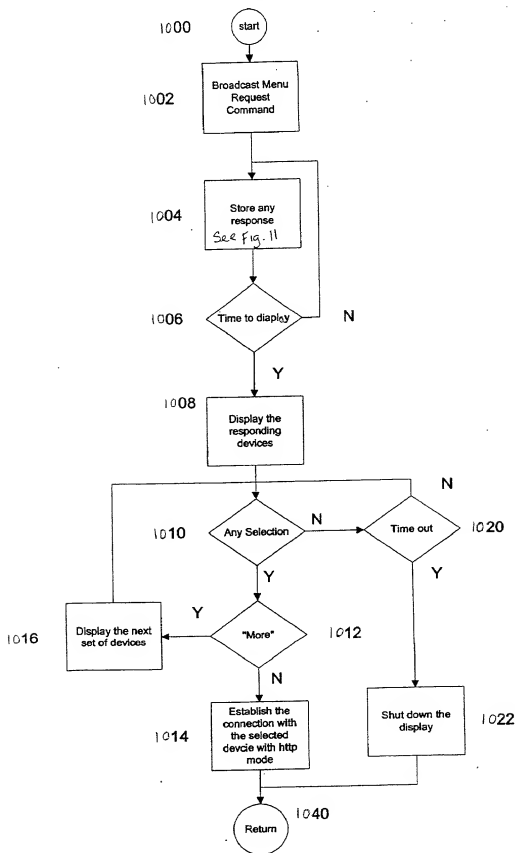 1000
start
1002
Broadcast Menu
Request
Command
1004
Store any
response
See Fig. 11
1006
Time to diaplay
N
Y
1008
Display the
responding
devices
N
1010
Any Selection
N
Time out
1020
Y
Y
Y
1016
Display the next
set of devices
"More"
1012
N
1014
Establish the
connection with
the selected
devcie with http
mode
Shut down the
display
1022
1040
Return